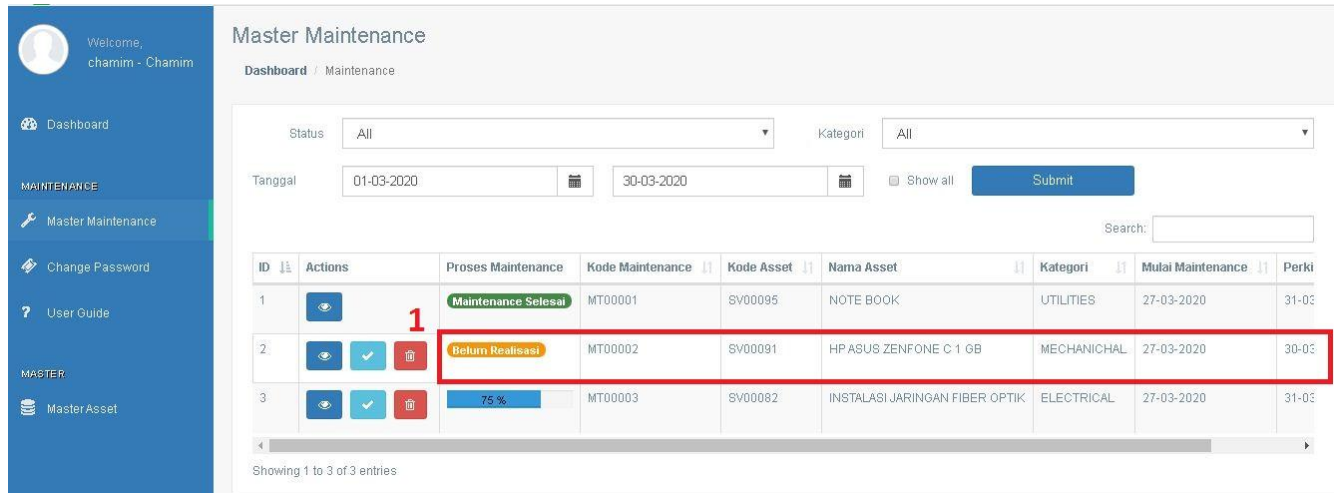 Welcome,
chamim - Chamim
Dashboard
MAINTENANCE
Master Maintenance
Change Password
? User Guide
MASTER
Master Asset
Master Maintenance
Dashboard / Maintenance
Status All Kategori All
Tanggal 01-03-2020 30-03-2020 Show all Submit
Search:
ID Actions Proses Maintenance Kode Maintenance Kode Asset Nama Asset Kategori Mulai Maintenance Perki
1 Maintenance Selesai MT00001 SV00095 NOTE BOOK UTILITIES 27-03-2020 31-03
1
2 Belum Realisasi MT00002 SV00091 HP ASUS ZENFONE C 1 GB MECHANICHAL 27-03-2020 30-03
3 75 % MT00003 SV00082 INSTALASI JARINGAN FIBER OPTIK ELECTRICAL 27-03-2020 31-03
Showing 1 to 3 of 3 entries